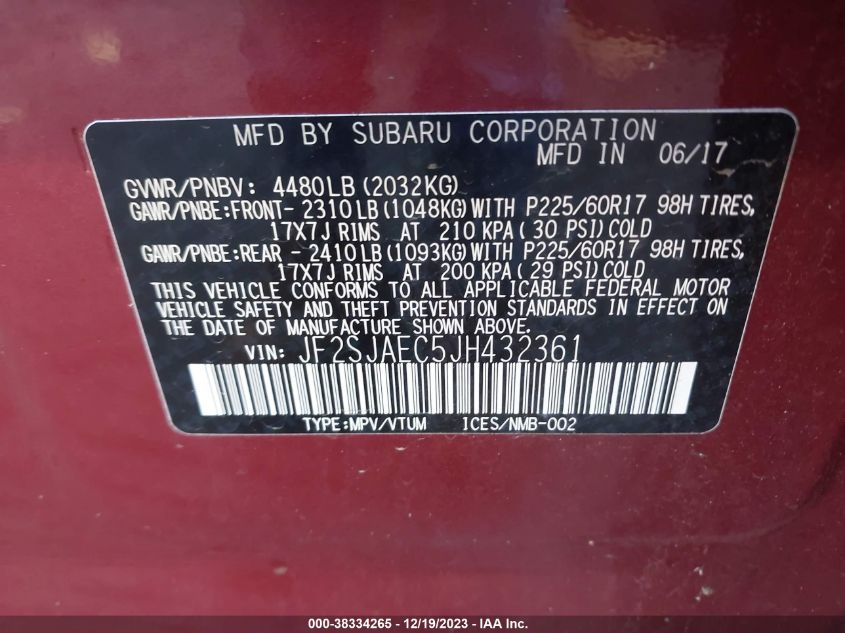 MFD BY SUBARU CORPORATION
MFD IN 06/17
GVWR/PNBV: 4480LB (2032KG)
GAWR/PNBE:FRONT- 2310LB (1048KG) WITH P225/60R17 98H TIRES,
17X7J RIMS AT 210 KPA ( 30 PSI) COLD
GAWR/PNBE:REAR - 2410LB (1093KG) WITH P225/60R17 98H TIRES,
17X7J RIMS AT 200 KPA ( 29 PSI) COLD
THIS VEHICLE CONFORMS TO ALL APPLICABLE FEDERAL MOTOR
VEHICLE SAFETY AND THEFT PREVENTION STANDARDS IN EFFECT ON
THE DATE OF MANUFACTURE SHOWN ABOVE.
VIN: JF2SJAEC5JH432361
TYPE:MPV/VTUM ICES/NMB-002
000-38334265 - 12/19/2023 - IAA Inc.